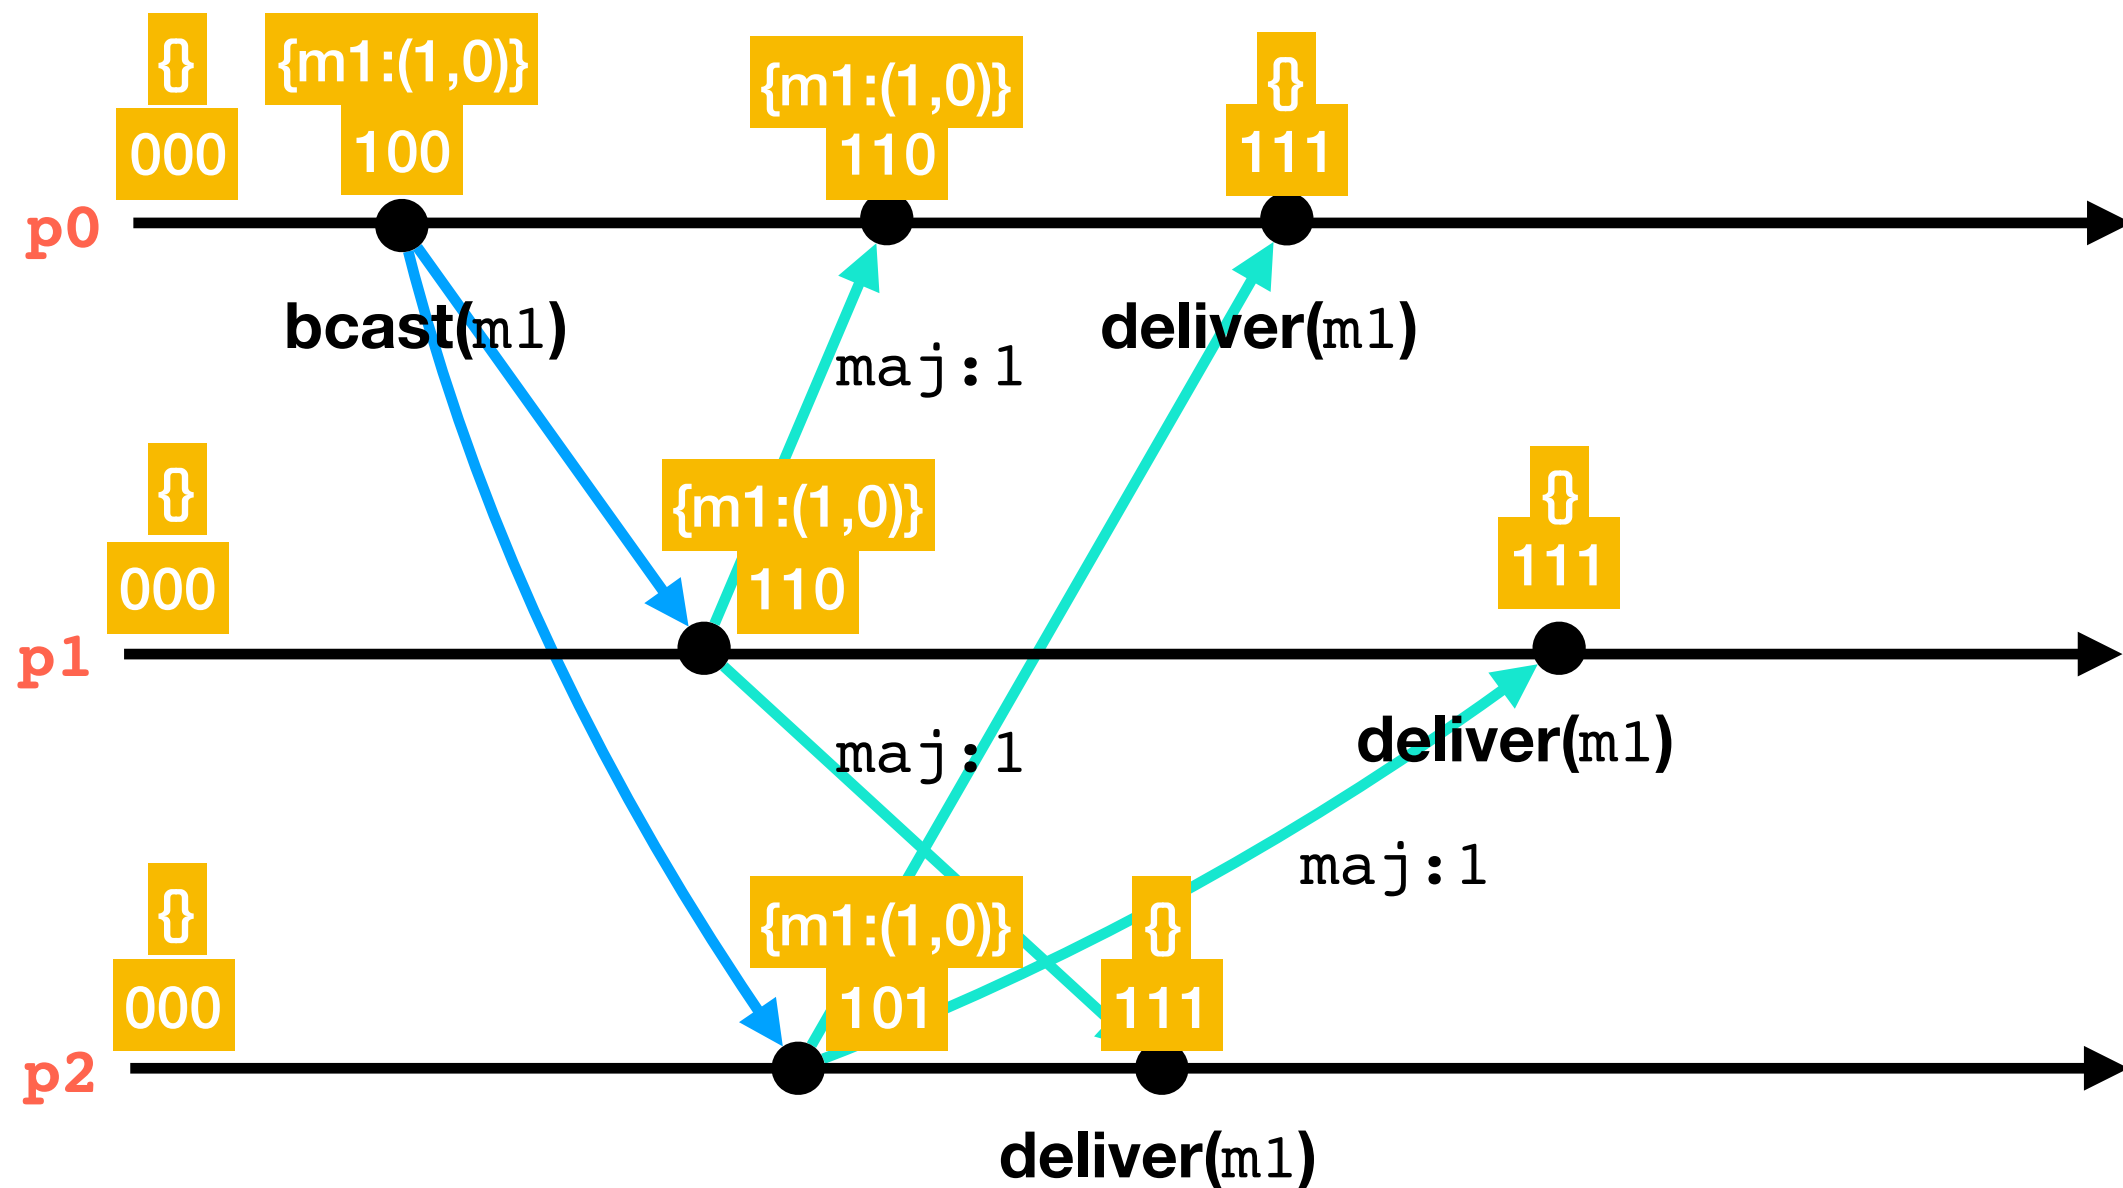 {}
{m1:(1,0)}
{m1:(1,0)}
{}
000
100
110
111
p0
bcast(m1)
deliver(m1)
maj:1
{}
{m1:(1,0)}
{}
000
110
111
p1
maj:1
deliver(m1)
maj:1
{}
{m1:(1,0)}
{}
000
101
111
p2
deliver(m1)